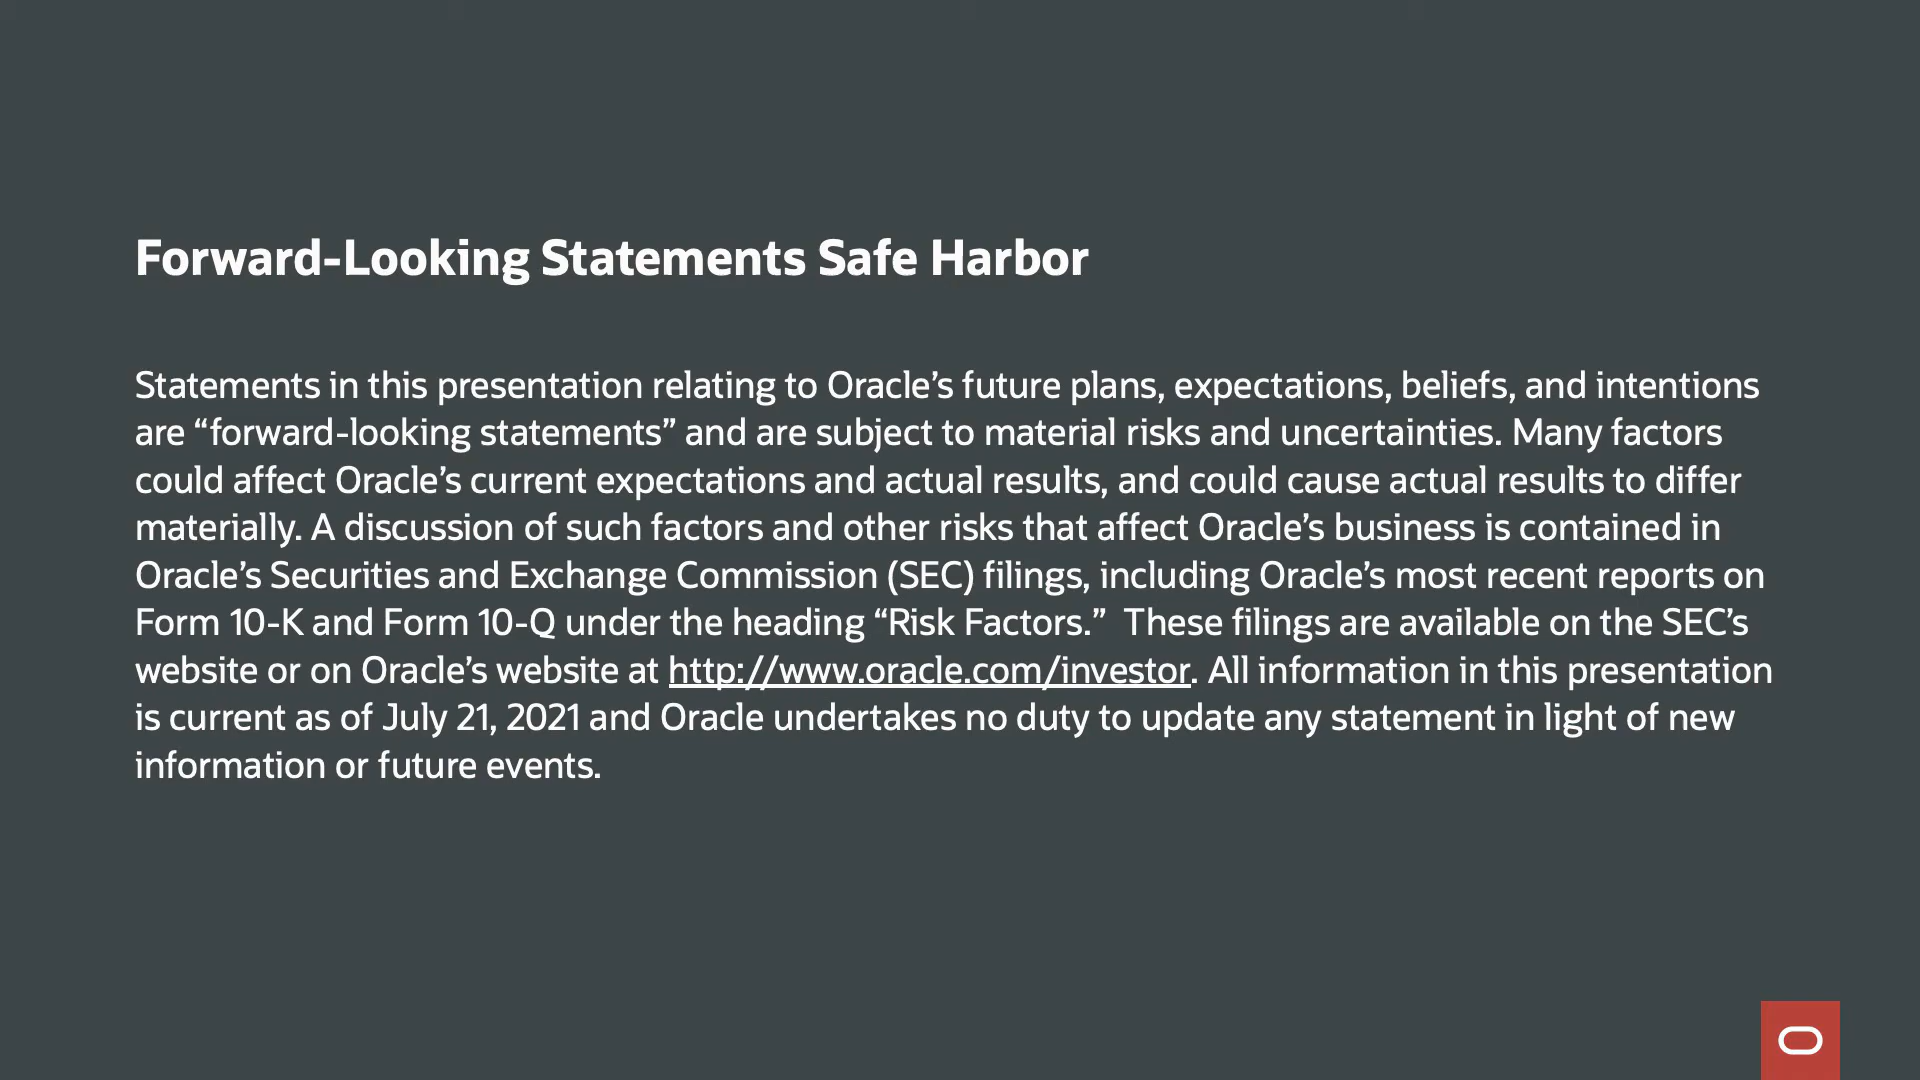 Forward-Looking Statements Safe Harbor
Statements in this presentation relating to Oracle’s future plans, expectations, beliefs, and intentions
are “forward-looking statements” and are subject to material risks and uncertainties. Many factors
could affect Oracle’s current expectations and actual results, and could cause actual results to differ
materially. A discussion of such factors and other risks that affect Oracle’s business is contained in
Oracle’s Securities and Exchange Commission (SEC) filings, including Oracle’s most recent reports on
Form 10-K and Form 10-Q under the heading “Risk Factors.”  These filings are available on the SEC’s
website or on Oracle’s website at http://www.oracle.com/investor. All information in this presentation
is current as of July 21, 2021 and Oracle undertakes no duty to update any statement in light of new
information or future events.